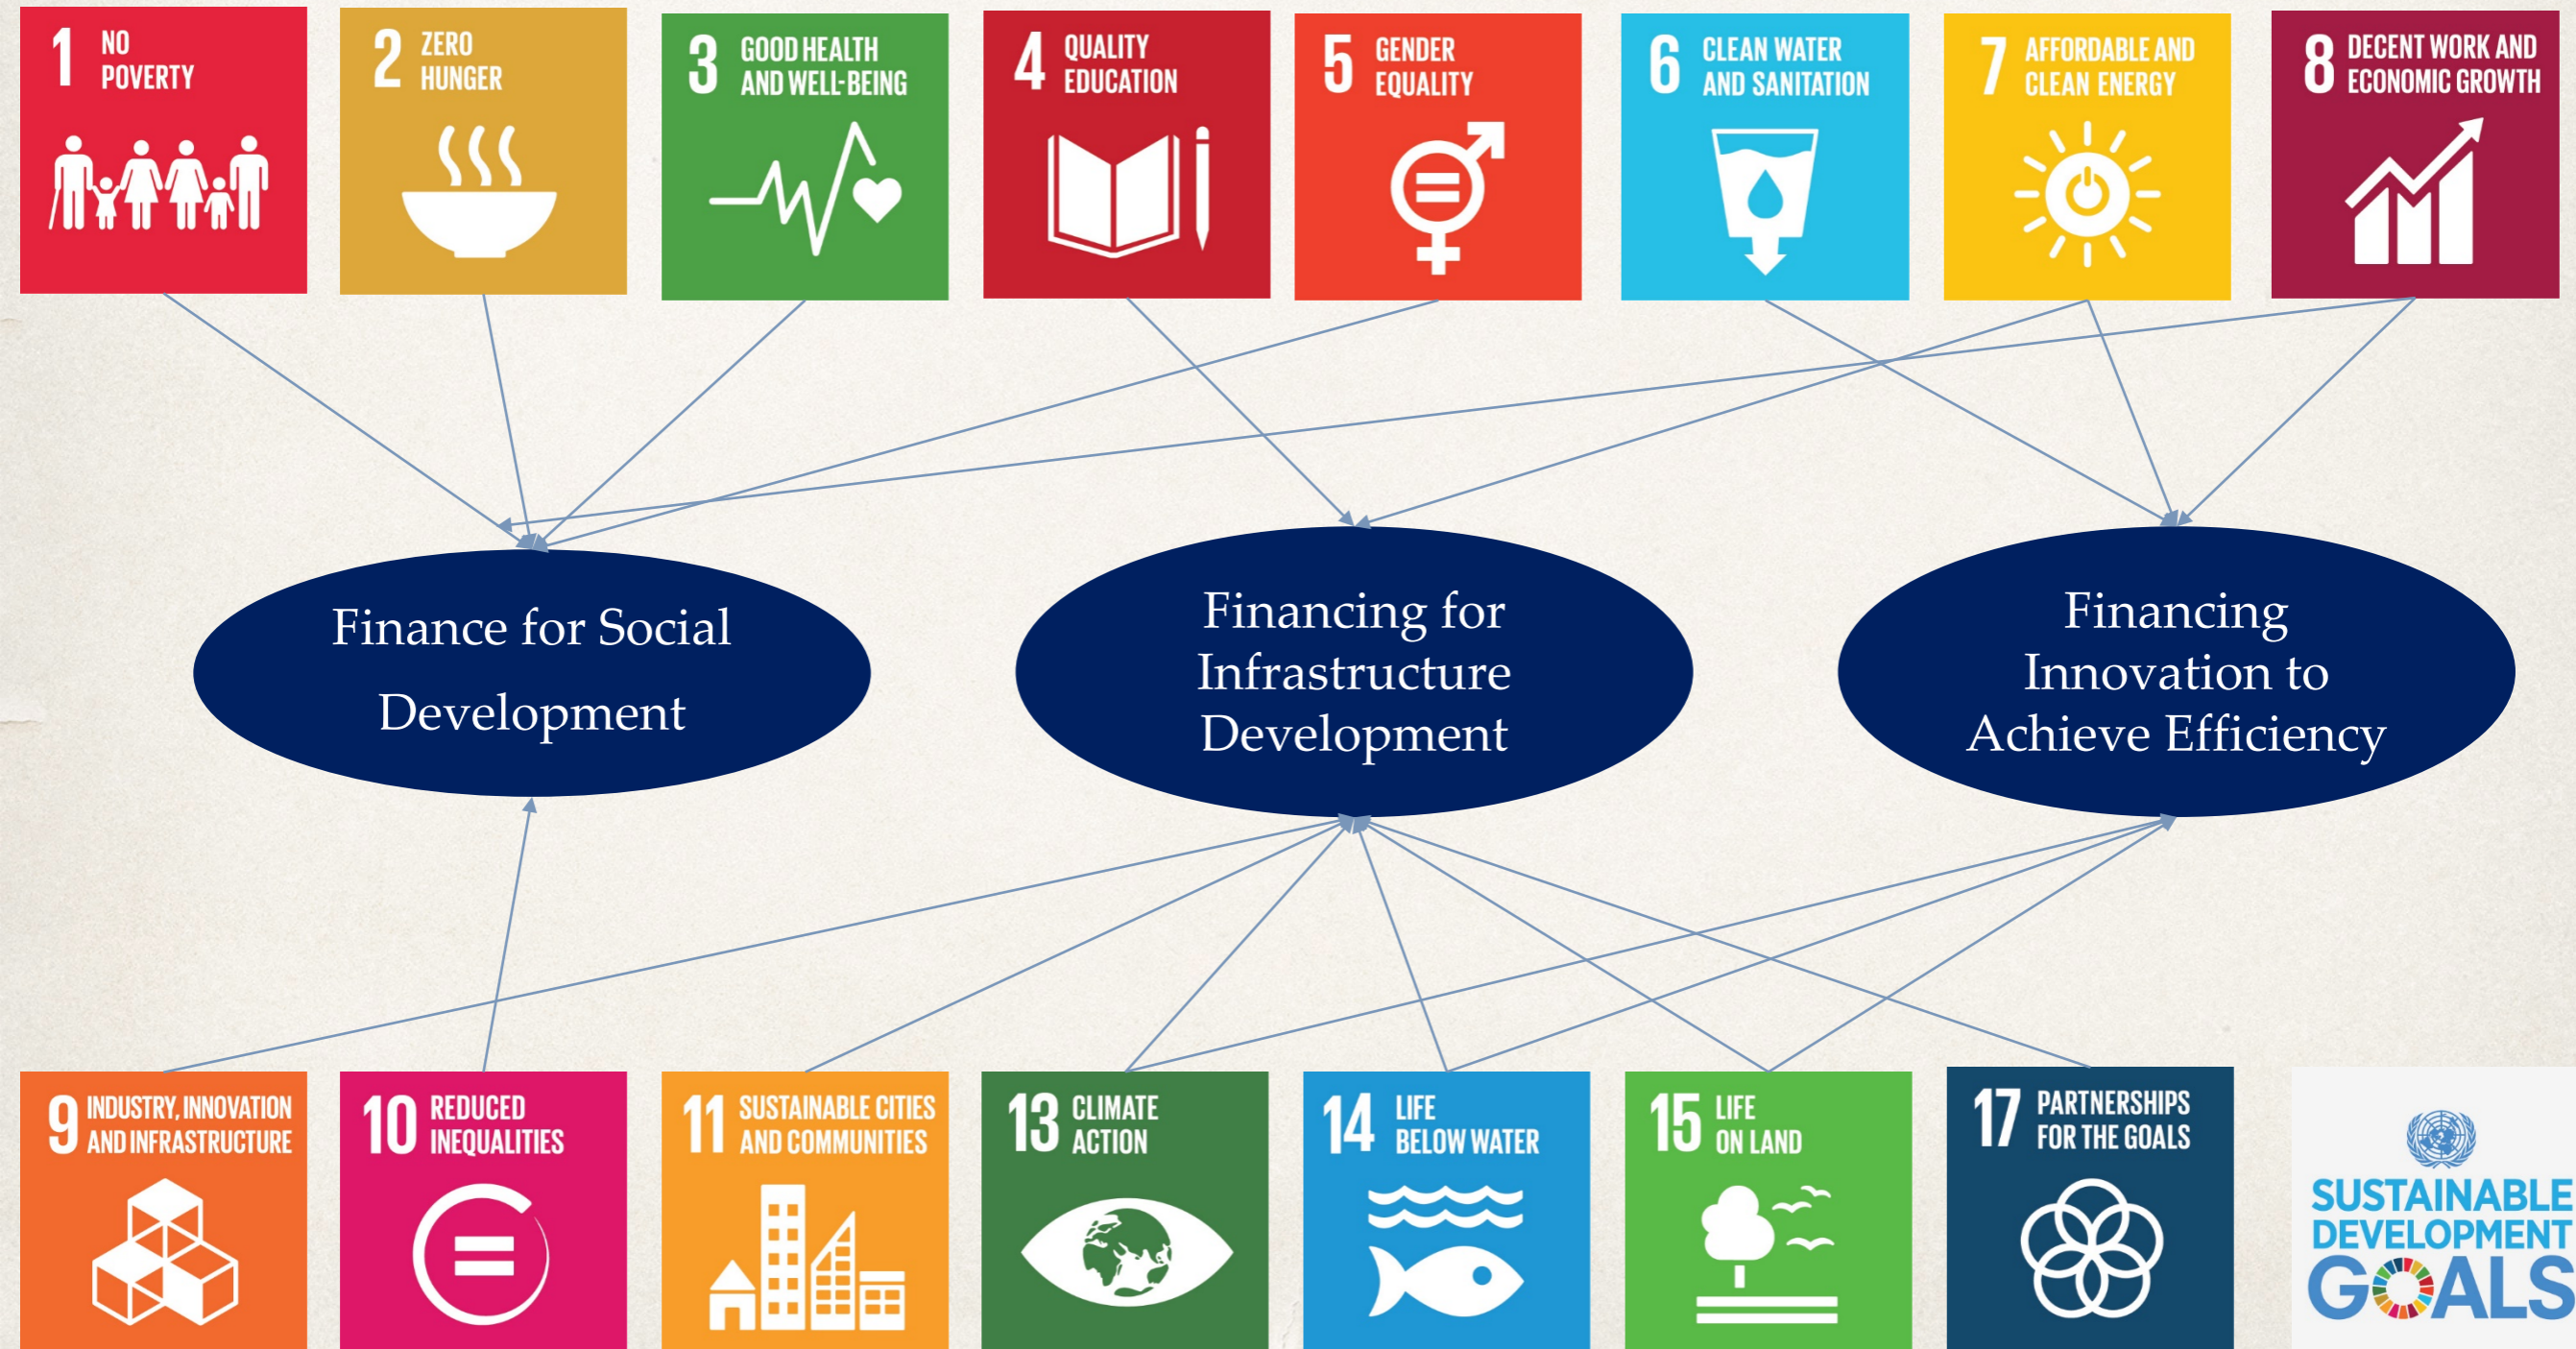 1 NO
POVERTY
2 ZERO
HUNGER
3 GOOD HEALTH
AND WELL-BEING
4 QUALITY
EDUCATION
5 GENDER
EQUALITY
6 CLEAN WATER
AND SANITATION
7 AFFORDABLE AND
CLEAN ENERGY
8 DECENT WORK AND
ECONOMIC GROWTH
Finance for Social
Development
Financing for
Infrastructure
Development
Financing
Innovation to
Achieve Efficiency
9 INDUSTRY, INNOVATION
AND INFRASTRUCTURE
10 REDUCED
INEQUALITIES
11 SUSTAINABLE CITIES
AND COMMUNITIES
13 CLIMATE
ACTION
14 LIFE
BELOW WATER
15 LIFE
ON LAND
17 PARTNERSHIPS
FOR THE GOALS
SUSTAINABLE
DEVELOPMENT
GOALS